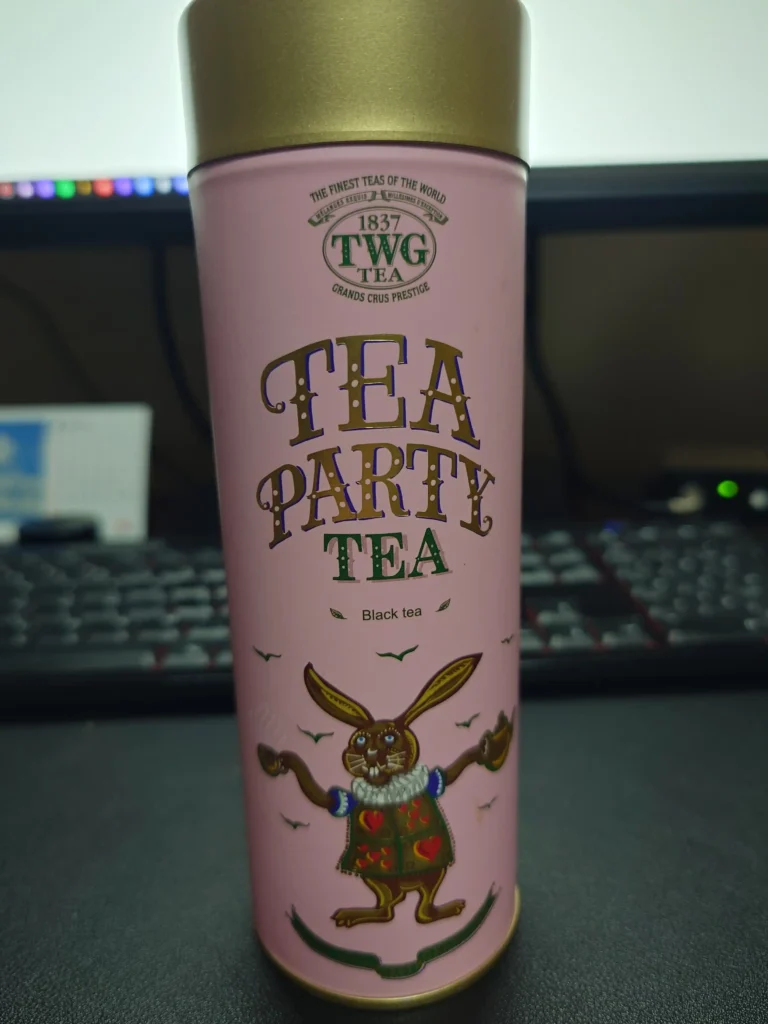 THE FINEST TEAS OF THE WORLD
1837
TWG
TEA
GRANDS CRUS PRESTIGE
TEA
PARTY
TEA
Black tea